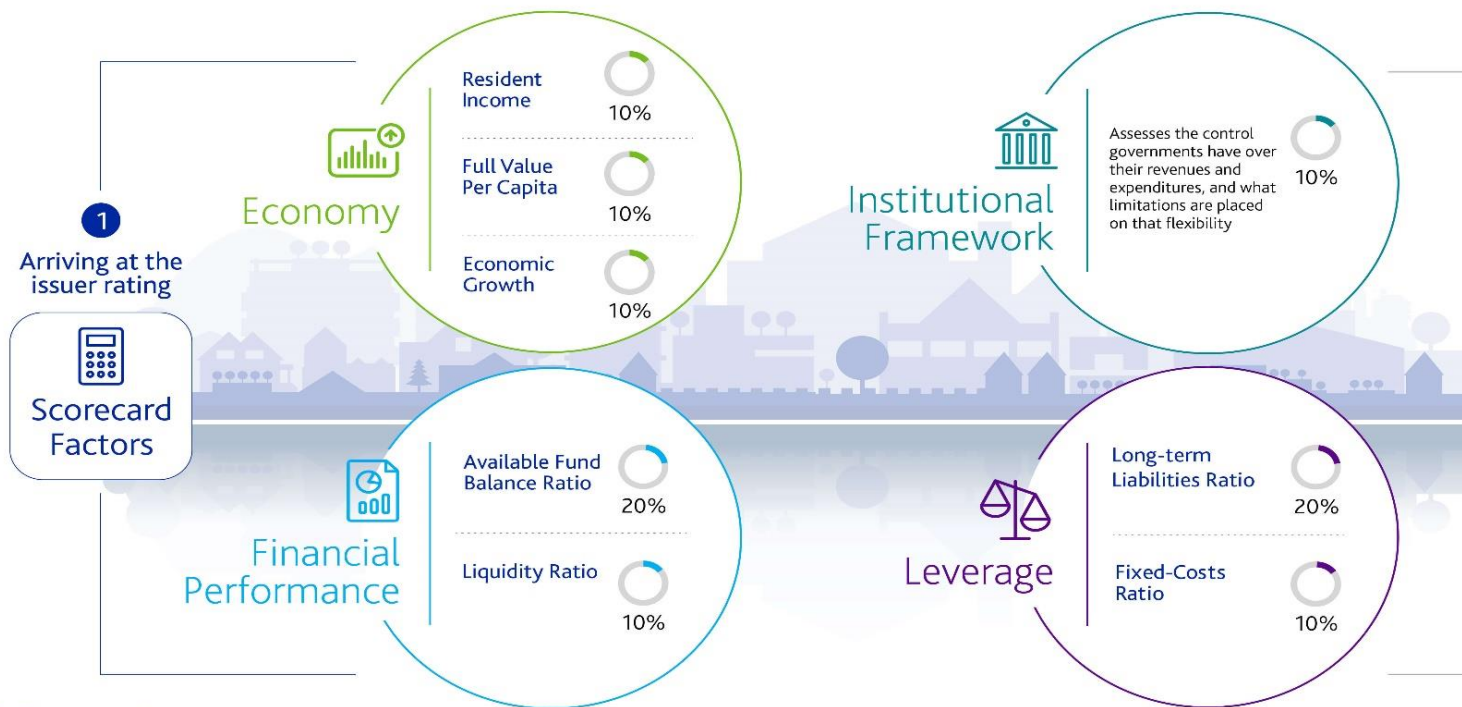 1
Arriving at the
issuer rating
Scorecard
Factors
Economy
Resident
Income
10%
Full Value
Per Capita
10%
Economic
Growth
10%
Institutional
Framework
Assesses the control
governments have over
their revenues and
expenditures, and what
limitations are placed
on that flexibility
10%
Financial
Performance
Available Fund
Balance Ratio
20%
Liquidity Ratio
10%
Leverage
Long-term
Liabilities Ratio
20%
Fixed-Costs
Ratio
10%